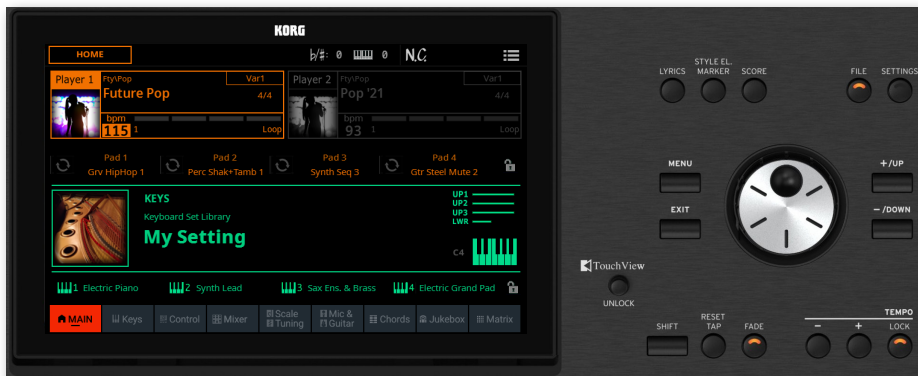 KORG
HOME
b/#: 0 0 N.C.
Player 1 Fty\Pop Var1
Future Pop 4/4
bpm
115 1 Loop
Player 2 Fty\Pop Var1
Pop '21 4/4
bpm
93 1 Loop
Pad 1
Grv HipHop 1
Pad 2
Perc Shak+Tamb 1
Pad 3
Synth Seq 3
Pad 4
Gtr Steel Mute 2
KEYS
Keyboard Set Library
My Setting
UP1
UP2
UP3
LWR
C4
1 Electric Piano
2 Synth Lead
3 Sax Ens. & Brass
4 Electric Grand Pad
MAIN
Keys
Control
Mixer
Scale
Tuning
Mic &
Guitar
Chords
Jukebox
Matrix
LYRICS
STYLE EL.
MARKER
SCORE
FILE
SETTINGS
MENU
EXIT
+/UP
-/DOWN
TouchView
UNLOCK
SHIFT
RESET
TAP
FADE
TEMPO
-
+
LOCK